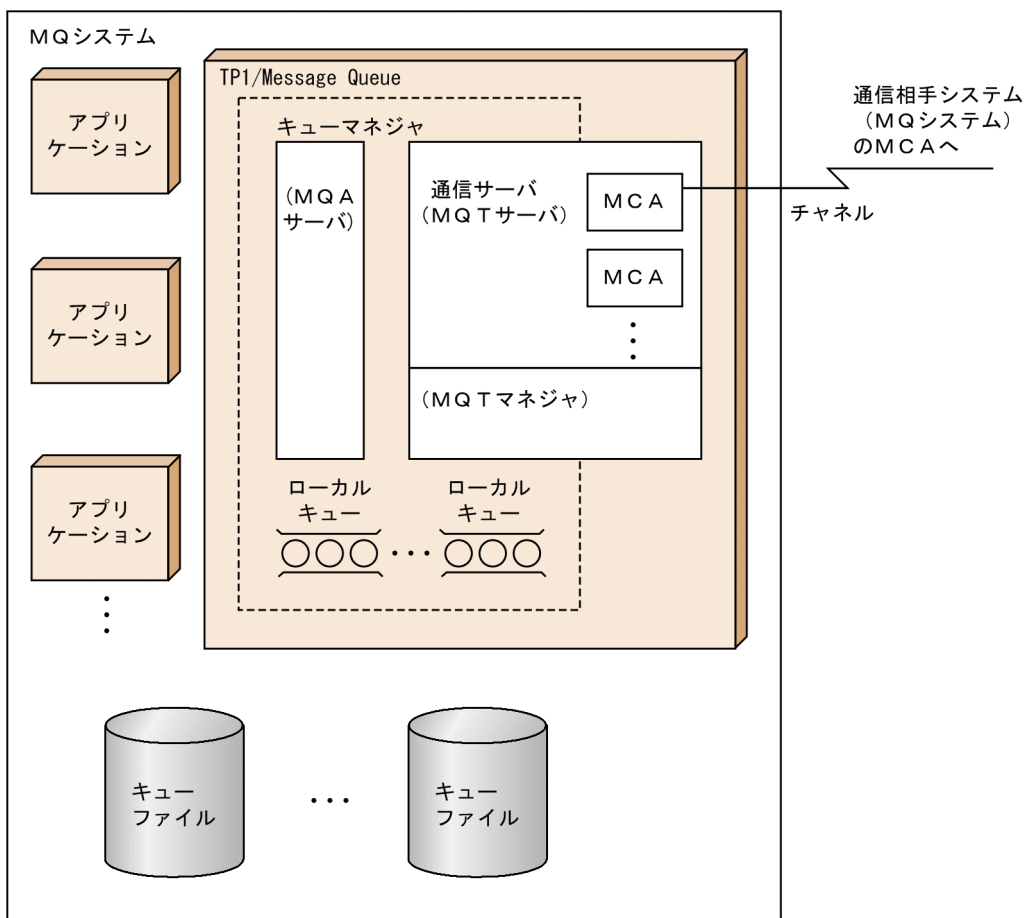 ＭＱシステム
アプリ
ケーション
アプリ
ケーション
アプリ
ケーション
TP1/Message Queue
キューマネジャ
（ＭＱＡ
サーバ）
通信サーバ
（ＭＱＴサーバ）
ＭＣＡ
ＭＣＡ
（ＭＱＴマネジャ）
ローカル
キュー
ローカル
キュー
通信相手システム
（ＭＱシステム）
のＭＣＡへ
チャネル
キュー
ファイル
キュー
ファイル